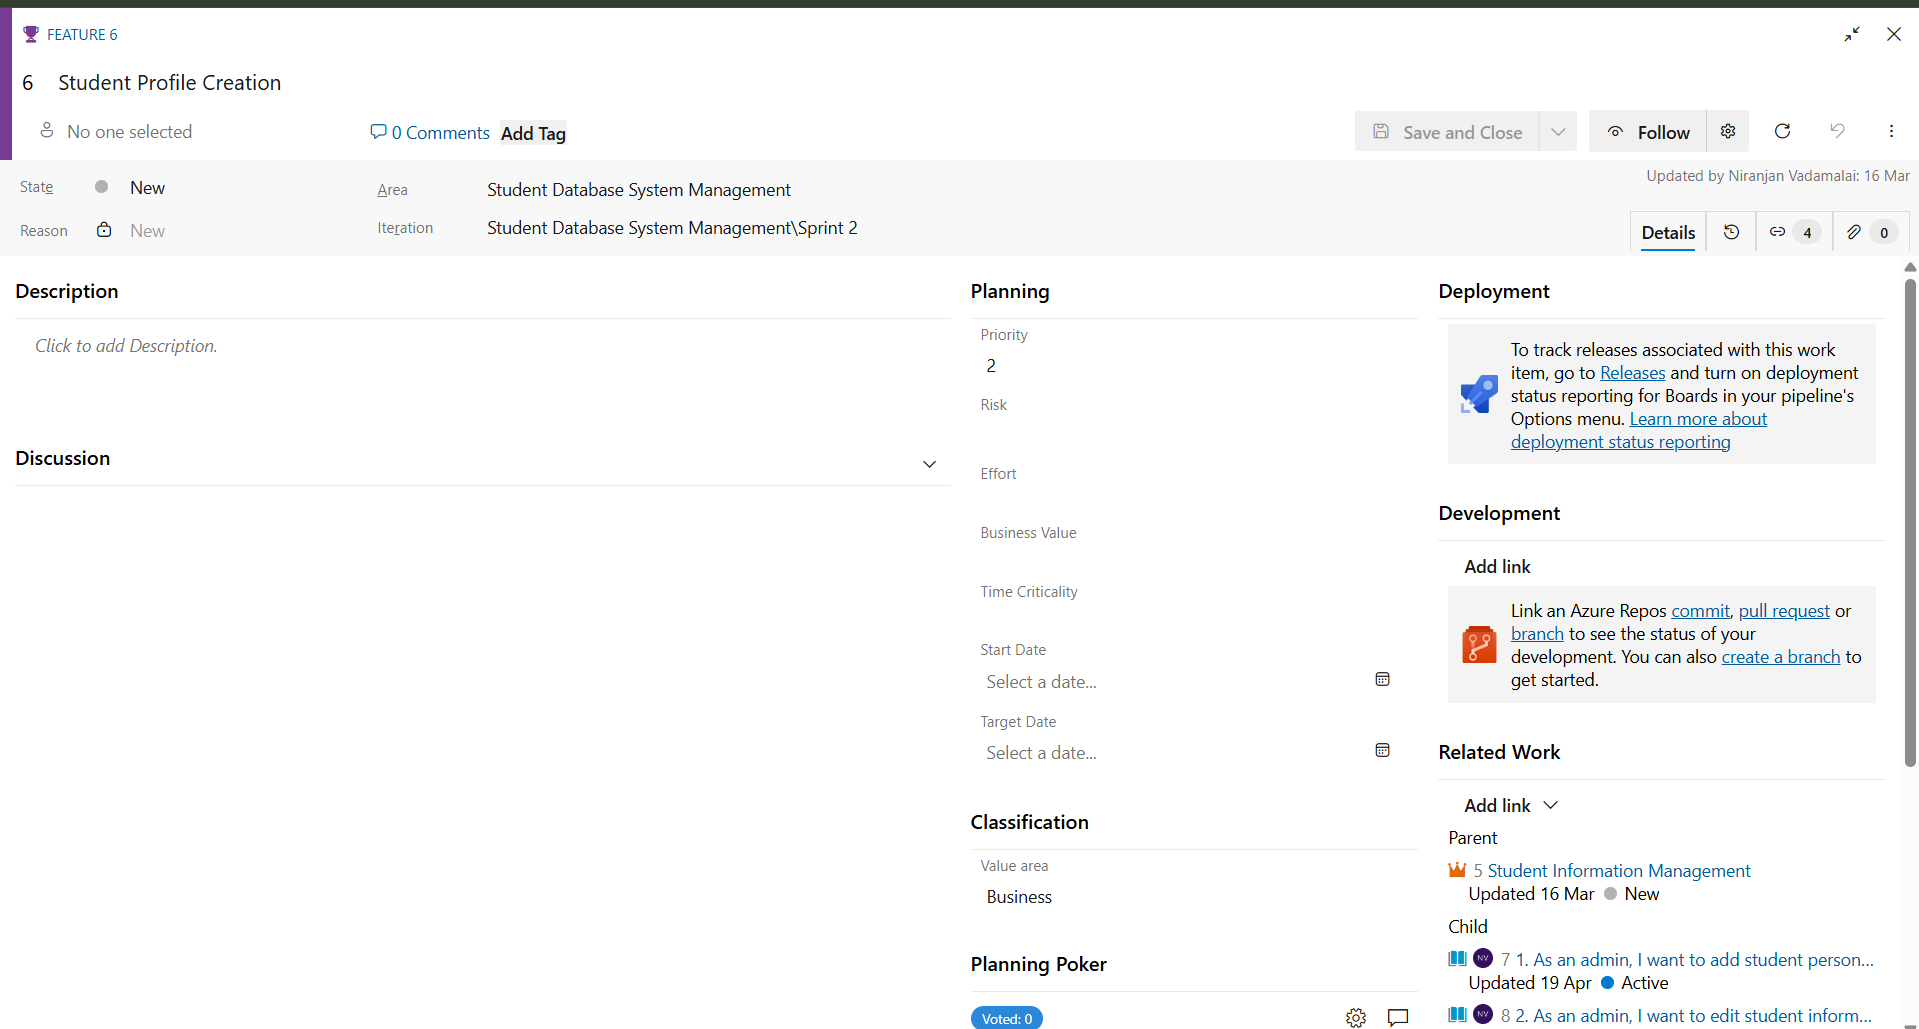 FEATURE 6
6 Student Profile Creation
No one selected
0 Comments
Add Tag
Save and Close
Follow
State
New
Area
Student Database System Management
Updated by Niranjan Vadamalai: 16 Mar
Reason
New
Iteration
Student Database System Management\Sprint 2
Details
4
0
Description
Click to add Description.
Discussion
Planning
Priority
2
Risk
Effort
Business Value
Time Criticality
Start Date
Select a date...
Target Date
Select a date...
Classification
Value area
Business
Planning Poker
Voted: 0
Deployment
To track releases associated with this work
item, go to Releases and turn on deployment
status reporting for Boards in your pipeline's
Options menu. Learn more about
deployment status reporting
Development
Add link
Link an Azure Repos commit, pull request or
branch to see the status of your
development. You can also create a branch to
get started.
Related Work
Add link
Parent
5 Student Information Management
Updated 16 Mar New
Child
NV 7 1. As an admin, I want to add student person...
Updated 19 Apr Active
NV 8 2. As an admin, I want to edit student inform...